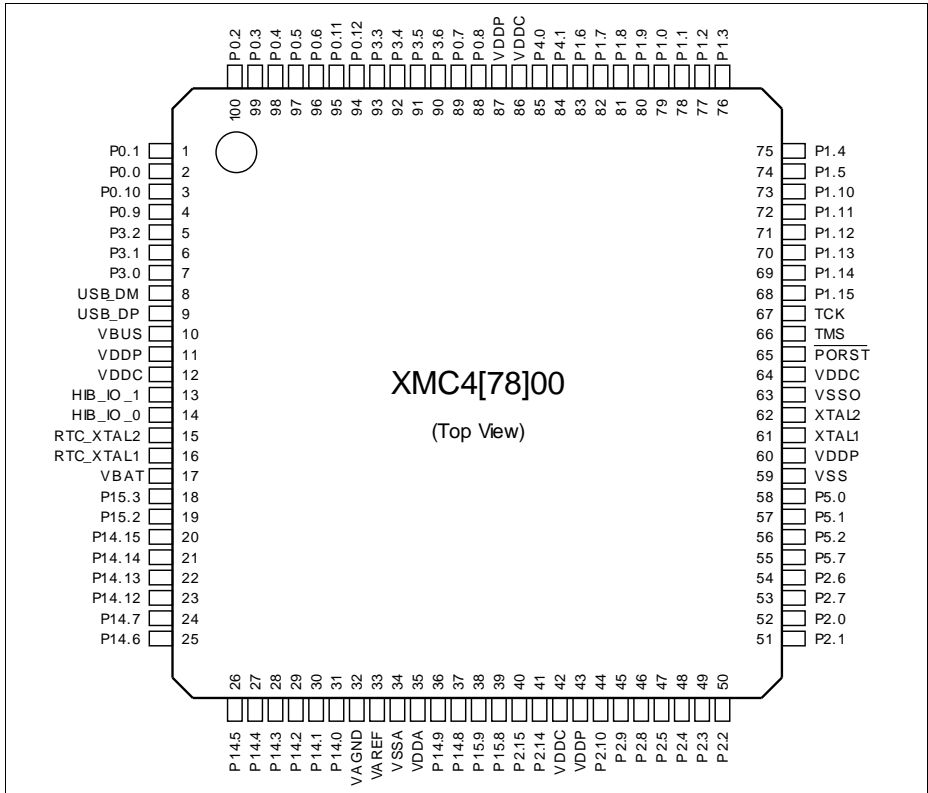 P0.2 P0.3 P0.4 P0.5 P0.6 P0.11 P0.12 P3.3 P3.4 P3.5 P3.6 P0.7 P0.8 VDDP VDDC P4.0 P4.1 P1.6 P1.7 P1.8 P1.9 P1.0 P1.1 P1.2 P1.3
100 99 98 97 96 95 94 93 92 91 90 89 88 87 86 85 84 83 82 81 80 79 78 77 76
P0.1 1
P0.0 2
P0.10 3
P0.9 4
P3.2 5
P3.1 6
P3.0 7
USB_DM 8
USB_DP 9
VBUS 10
VDDP 11
VDDC 12
HIB_IO_1 13
HIB_IO_0 14
RTC_XTAL2 15
RTC_XTAL1 16
VBAT 17
P15.3 18
P15.2 19
P14.15 20
P14.14 21
P14.13 22
P14.12 23
P14.7 24
P14.6 25
XMC4[78]00
(Top View)
75 P1.4
74 P1.5
73 P1.10
72 P1.11
71 P1.12
70 P1.13
69 P1.14
68 P1.15
67 TCK
66 TMS
65 PORST
64 VDDC
63 VSSO
62 XTAL2
61 XTAL1
60 VDDP
59 VSS
58 P5.0
57 P5.1
56 P5.2
55 P5.7
54 P2.6
53 P2.7
52 P2.0
51 P2.1
26 27 28 29 30 31 32 33 34 35 36 37 38 39 40 41 42 43 44 45 46 47 48 49 50
P14.5 P14.4 P14.3 P14.2 P14.1 P14.0 VAGND VAREF VSSA VDDA P14.9 P14.8 P15.9 P15.8 P2.15 P2.14 VDDC VDDP P2.10 P2.9 P2.8 P2.5 P2.4 P2.3 P2.2